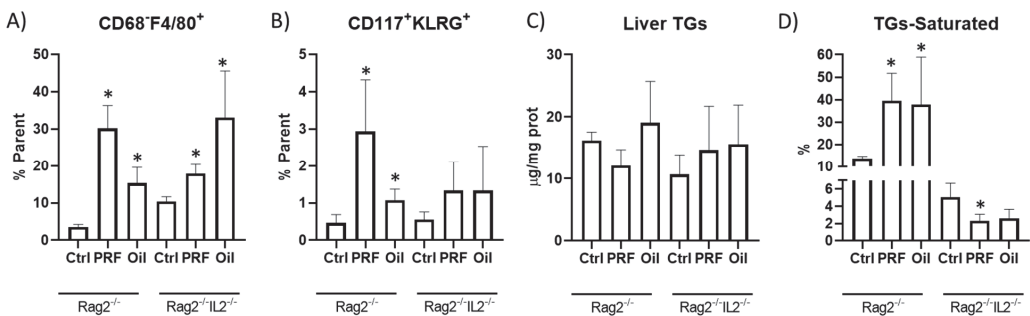 A) CD68⁻F4/80⁺
% Parent
50
40
30
20
10
0
*
*
*
*
Ctrl PRF Oil Ctrl PRF Oil
Rag2⁻/⁻ Rag2⁻/⁻IL2⁻/⁻
B) CD117⁺KLRG⁺
% Parent
5
4
3
2
1
0
*
*
Ctrl PRF Oil Ctrl PRF Oil
Rag2⁻/⁻ Rag2⁻/⁻IL2⁻/⁻
C) Liver TGs
µg/mg prot
30
20
10
0
Ctrl PRF Oil Ctrl PRF Oil
Rag2⁻/⁻ Rag2⁻/⁻IL2⁻/⁻
D) TGs-Saturated
%
60
50
40
30
20
10
6
4
2
0
*
*
*
Ctrl PRF Oil Ctrl PRF Oil
Rag2⁻/⁻ Rag2⁻/⁻IL2⁻/⁻